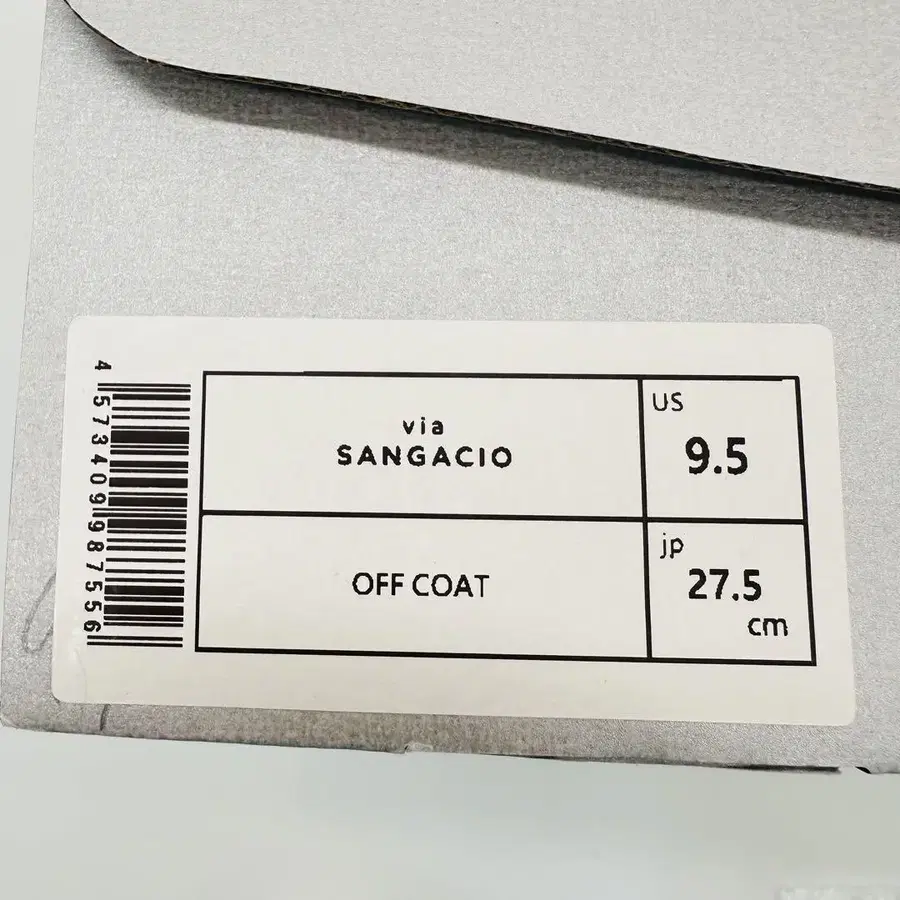 4573409987556
via
SANGACIO
US
9.5
OFF COAT
jp
27.5
cm